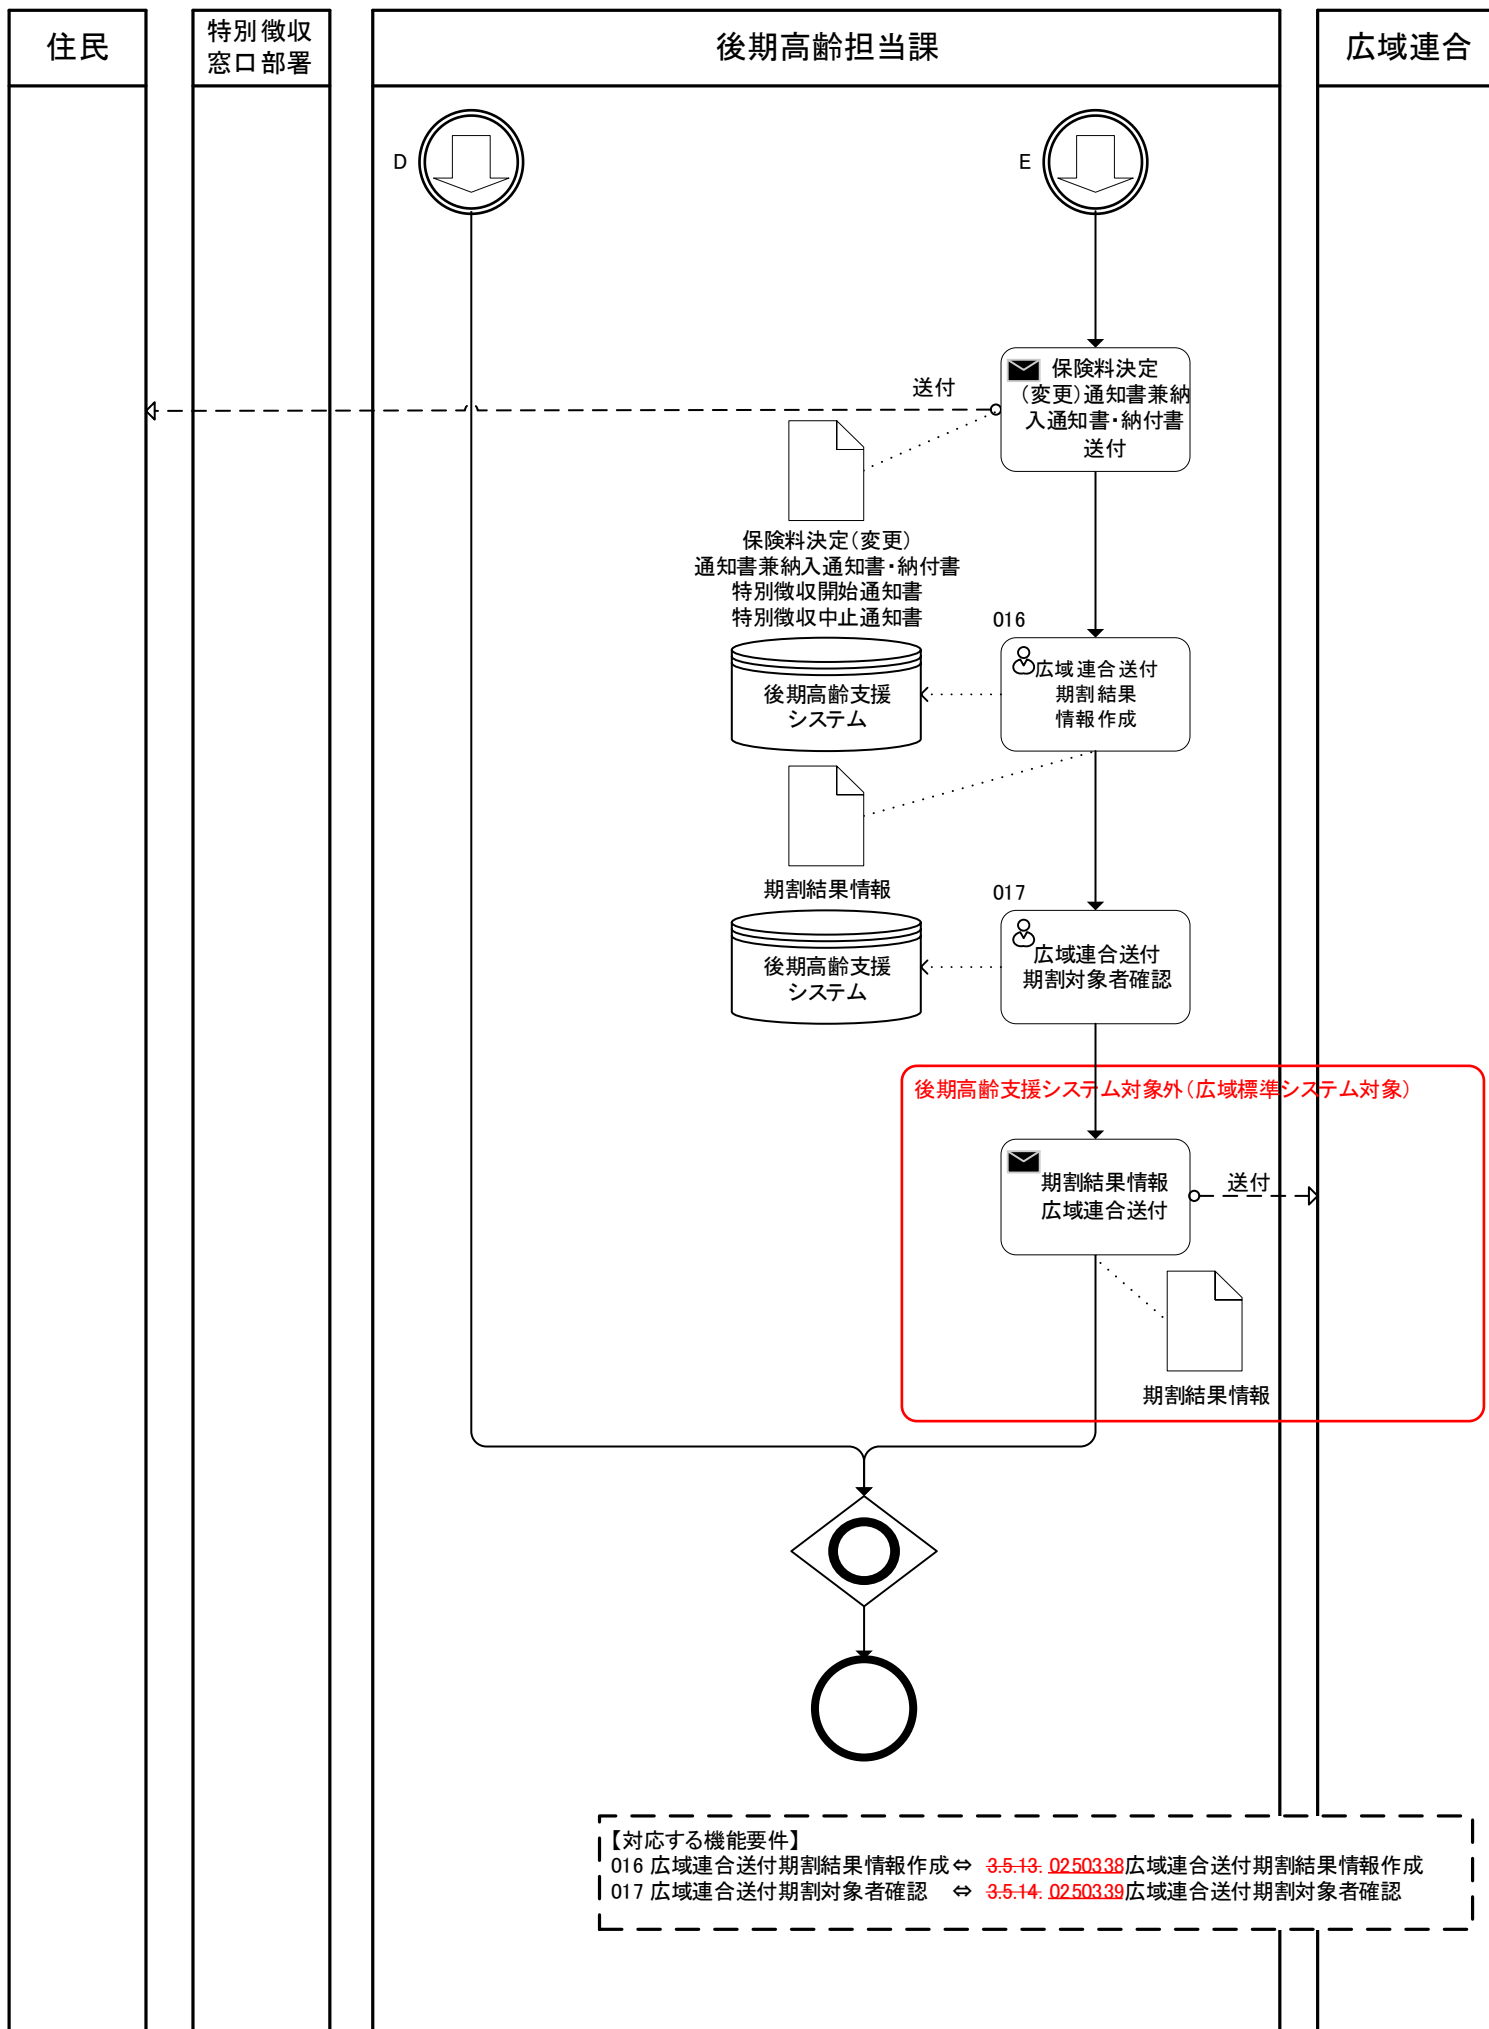 住民
特別徴収
窓口部署
後期高齢担当課
広域連合
D
E
保険料決定
（変更）通知書兼納
入通知書・納付書
送付
送付
保険料決定（変更）
通知書兼納入通知書・納付書
特別徴収開始通知書
特別徴収中止通知書
016
広域連合送付
期割結果
情報作成
後期高齢支援
システム
期割結果情報
017
広域連合送付
期割対象者確認
後期高齢支援
システム
後期高齢支援システム対象外（広域標準システム対象）
期割結果情報
広域連合送付
送付
期割結果情報
【対応する機能要件】
016 広域連合送付期割結果情報作成⇔ 3.5.13. 0250338広域連合送付期割結果情報作成
017 広域連合送付期割対象者確認 ⇔ 3.5.14. 0250339広域連合送付期割対象者確認